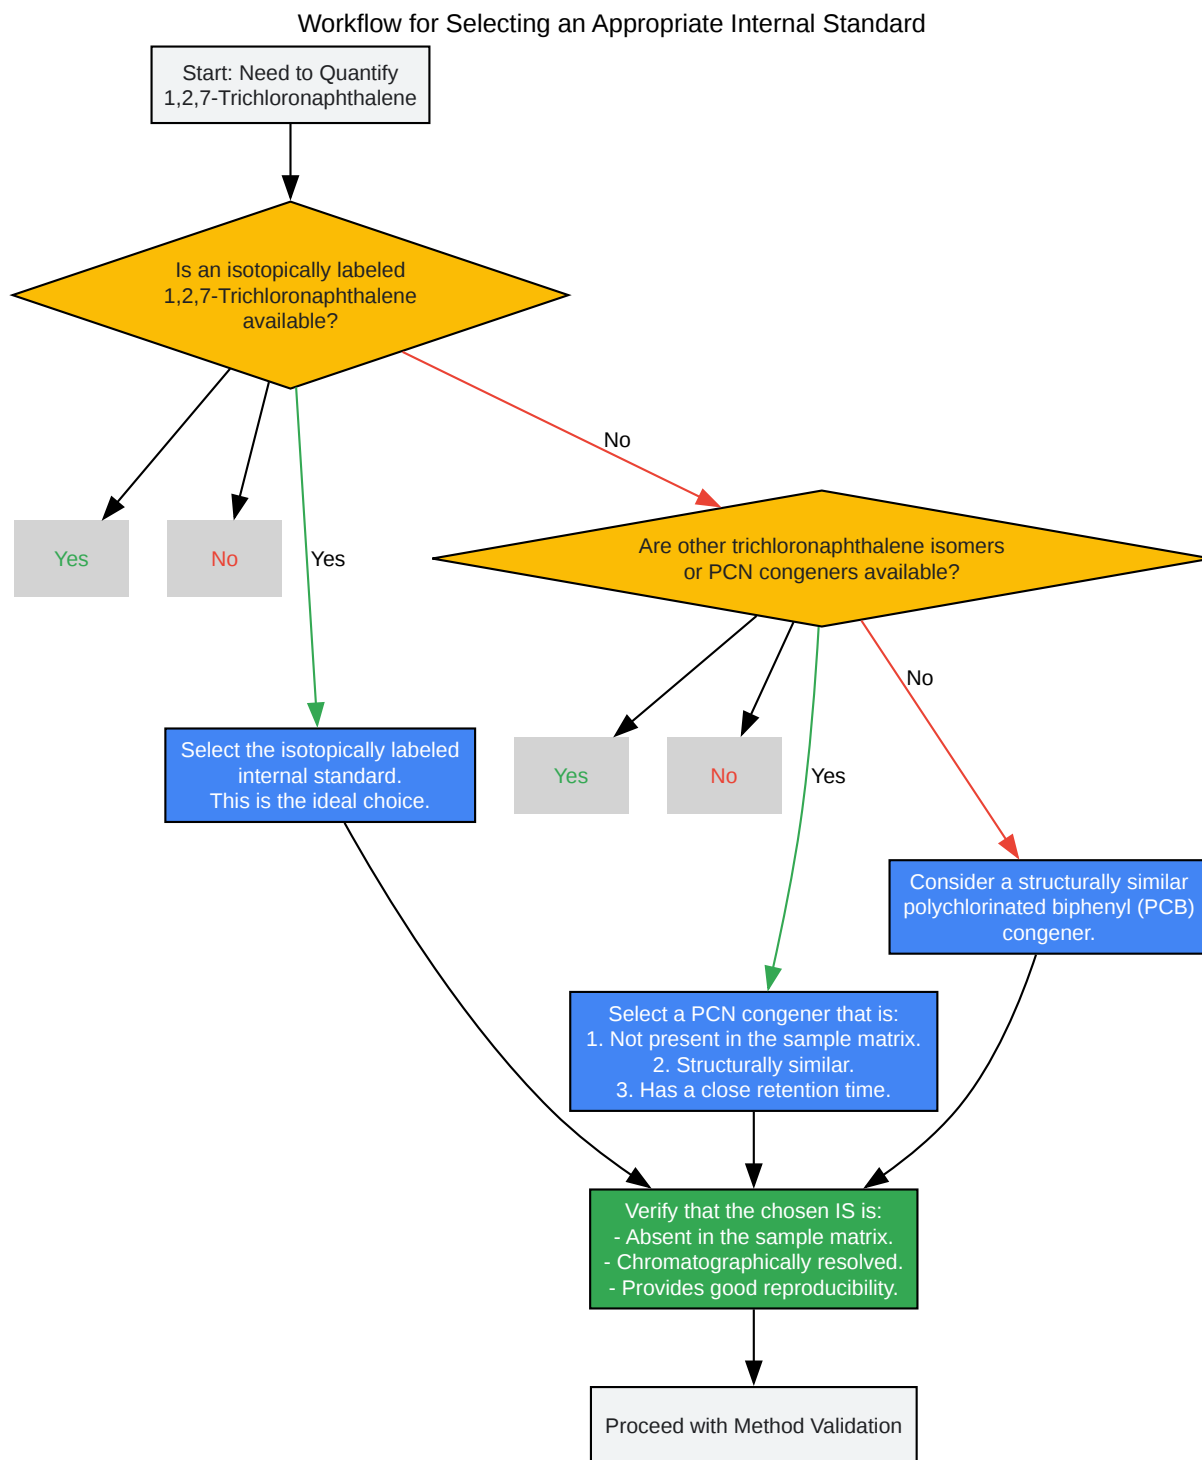 Workflow for Selecting an Appropriate Internal Standard
Start: Need to Quantify
1,2,7-Trichloronaphthalene
Is an isotopically labeled
1,2,7-Trichloronaphthalene
available?
No
Yes
No
Yes
Are other trichloronaphthalene isomers
or PCN congeners available?
No
Select the isotopically labeled
internal standard.
This is the ideal choice.
Yes
No
Yes
Consider a structurally similar
polychlorinated biphenyl (PCB)
congener.
Select a PCN congener that is:
1. Not present in the sample matrix.
2. Structurally similar.
3. Has a close retention time.
Verify that the chosen IS is:
- Absent in the sample matrix.
- Chromatographically resolved.
- Provides good reproducibility.
Proceed with Method Validation